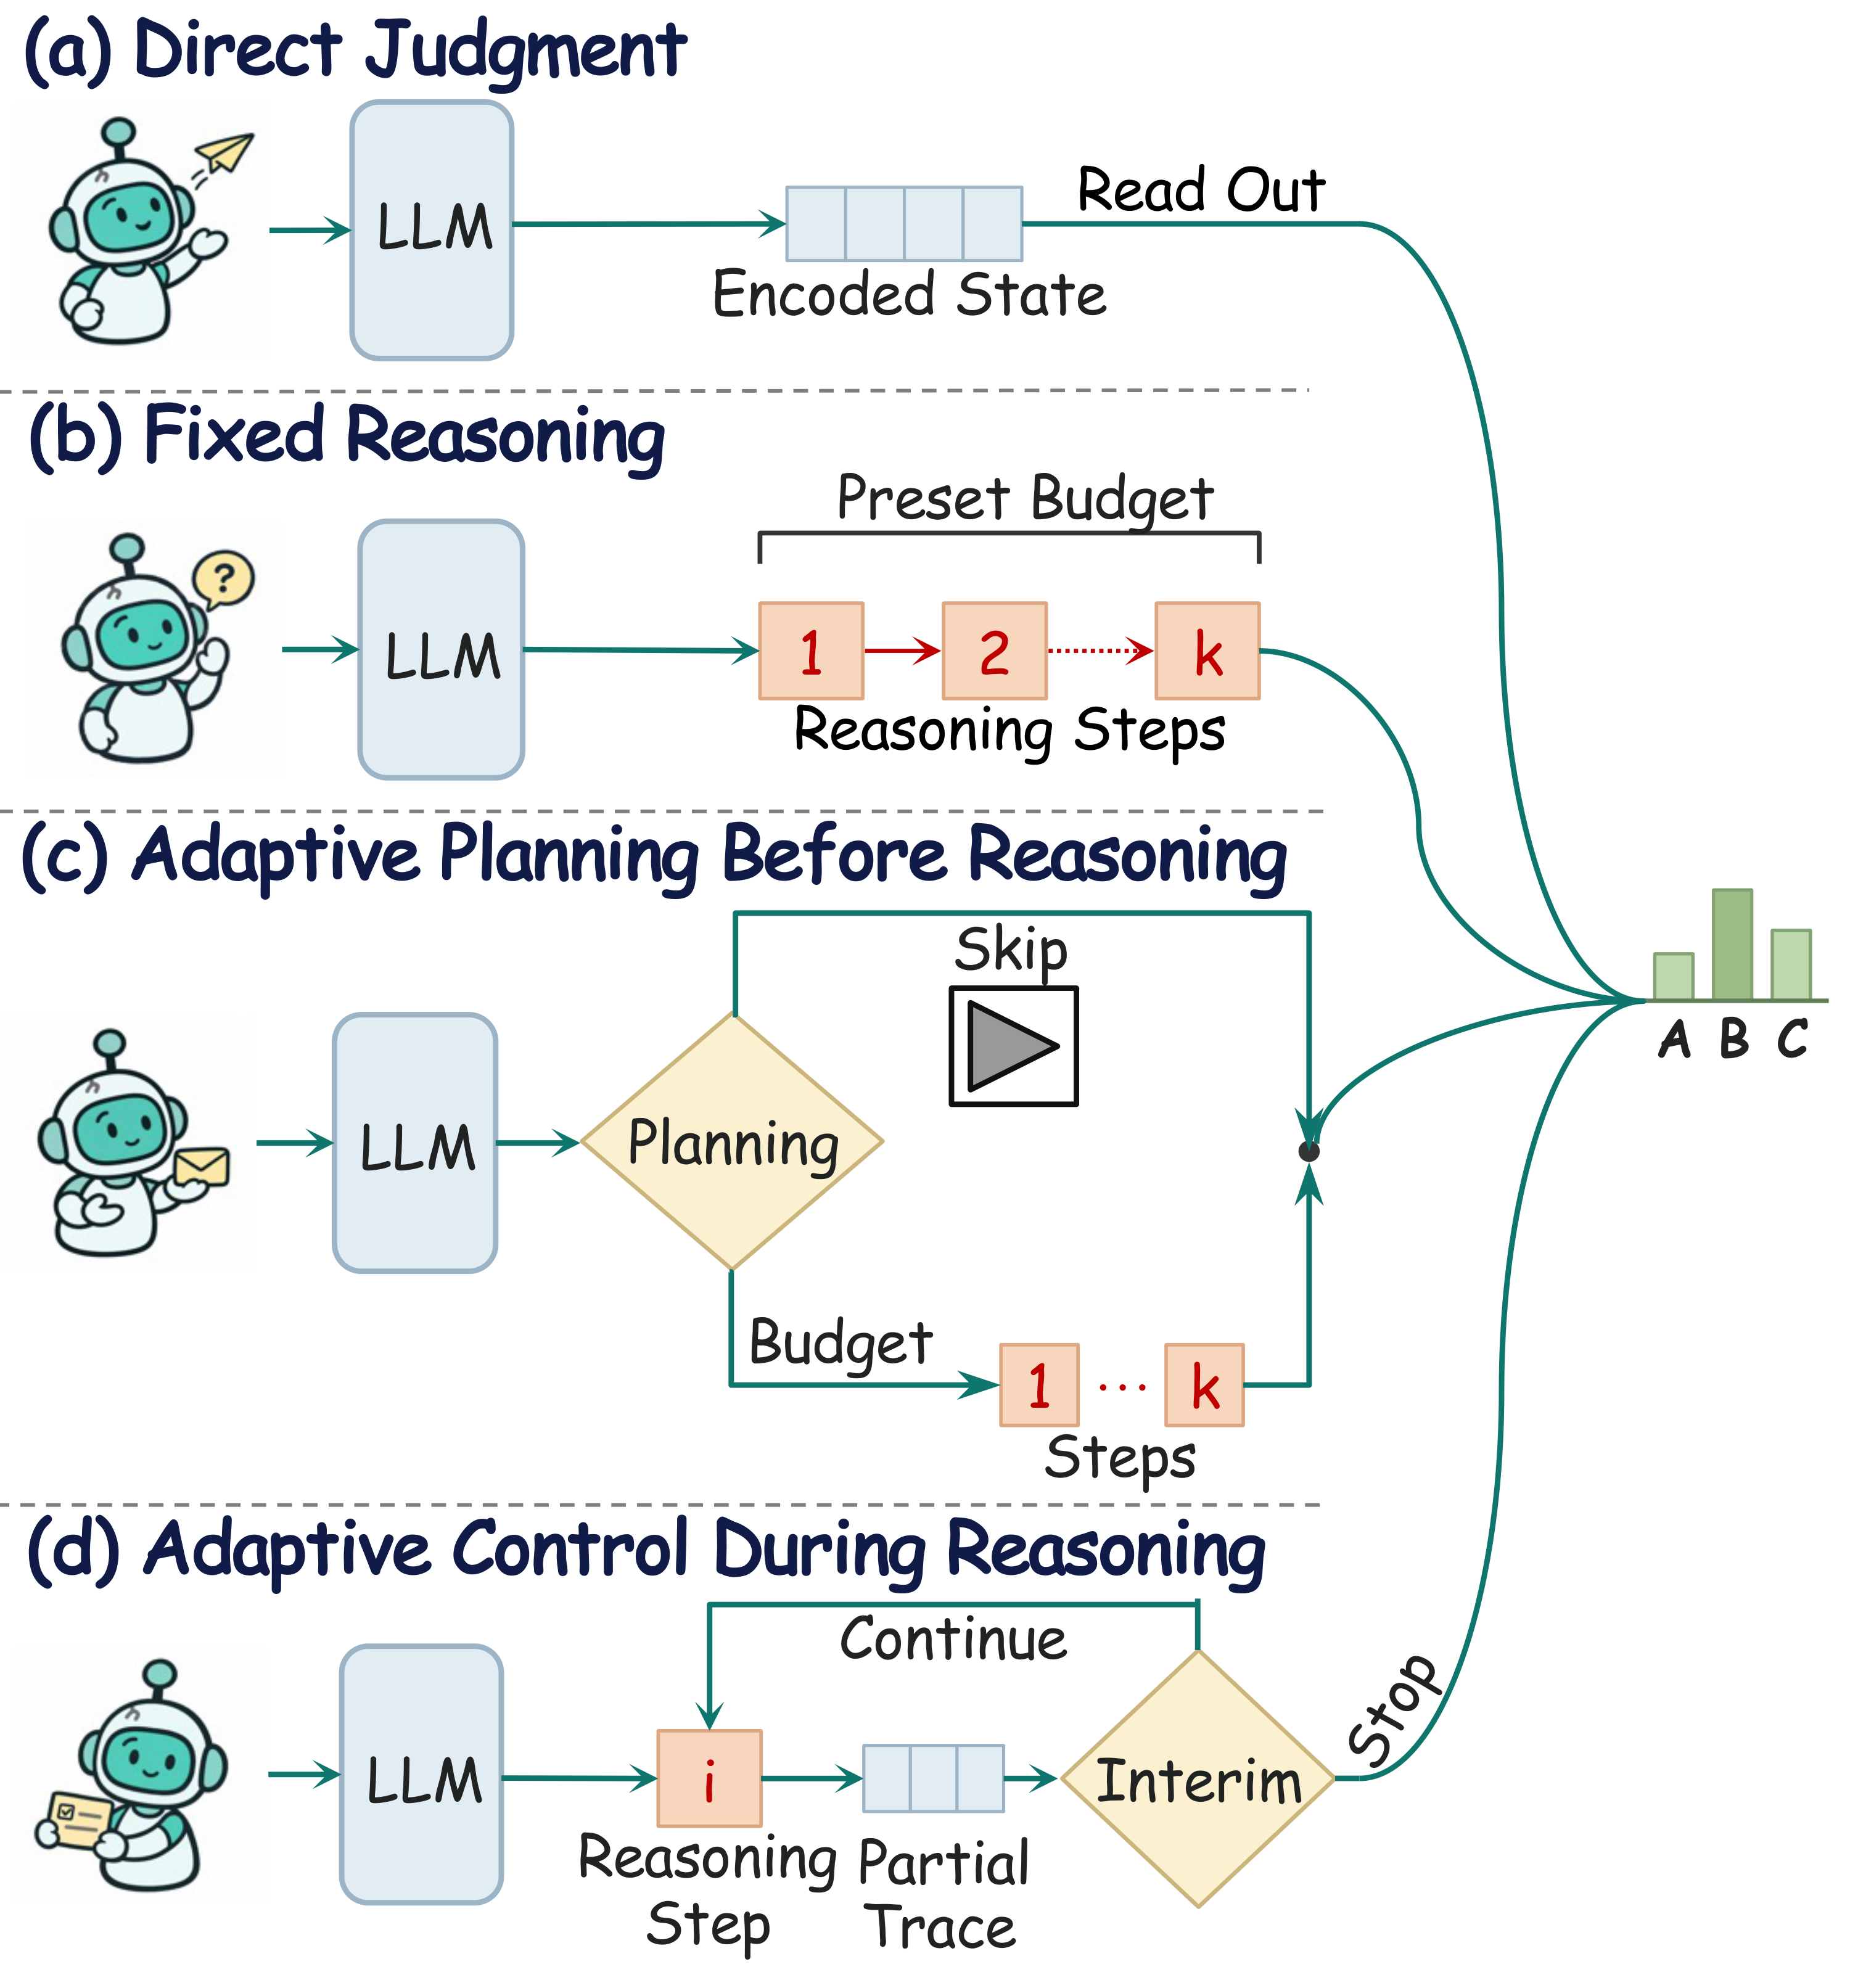 (a) Direct Judgment
LLM
Read Out
Encoded State
(b) Fixed Reasoning
?
LLM
Preset Budget
1
2
k
Reasoning Steps
(c) Adaptive Planning Before Reasoning
Skip
LLM
Planning
Budget
1 ... k
Steps
A B C
(d) Adaptive Control During Reasoning
Continue
LLM
i
Interim
Stop
Reasoning
Step
Partial
Trace